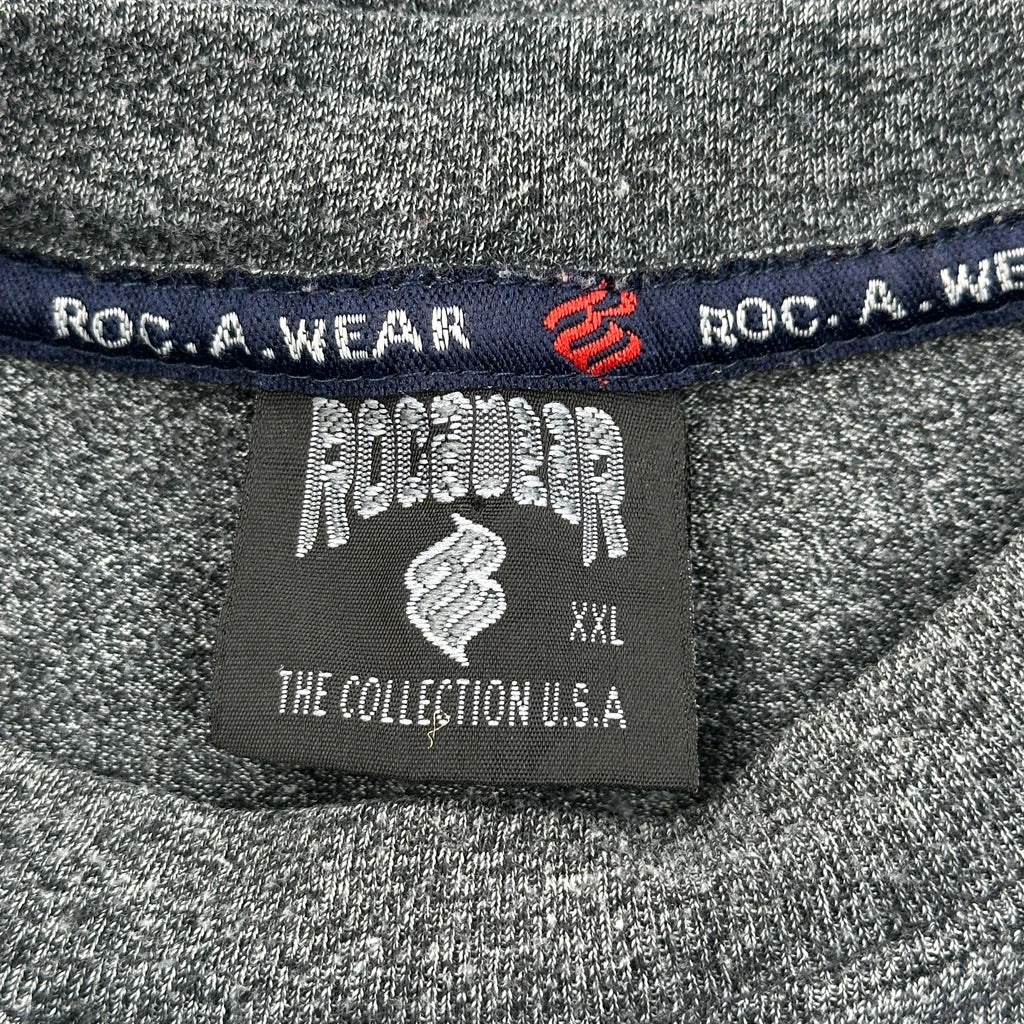 ROC.A.WEAR ROC.A.WE
ROCAWEAR
XXL
THE COLLECTION U.S.A